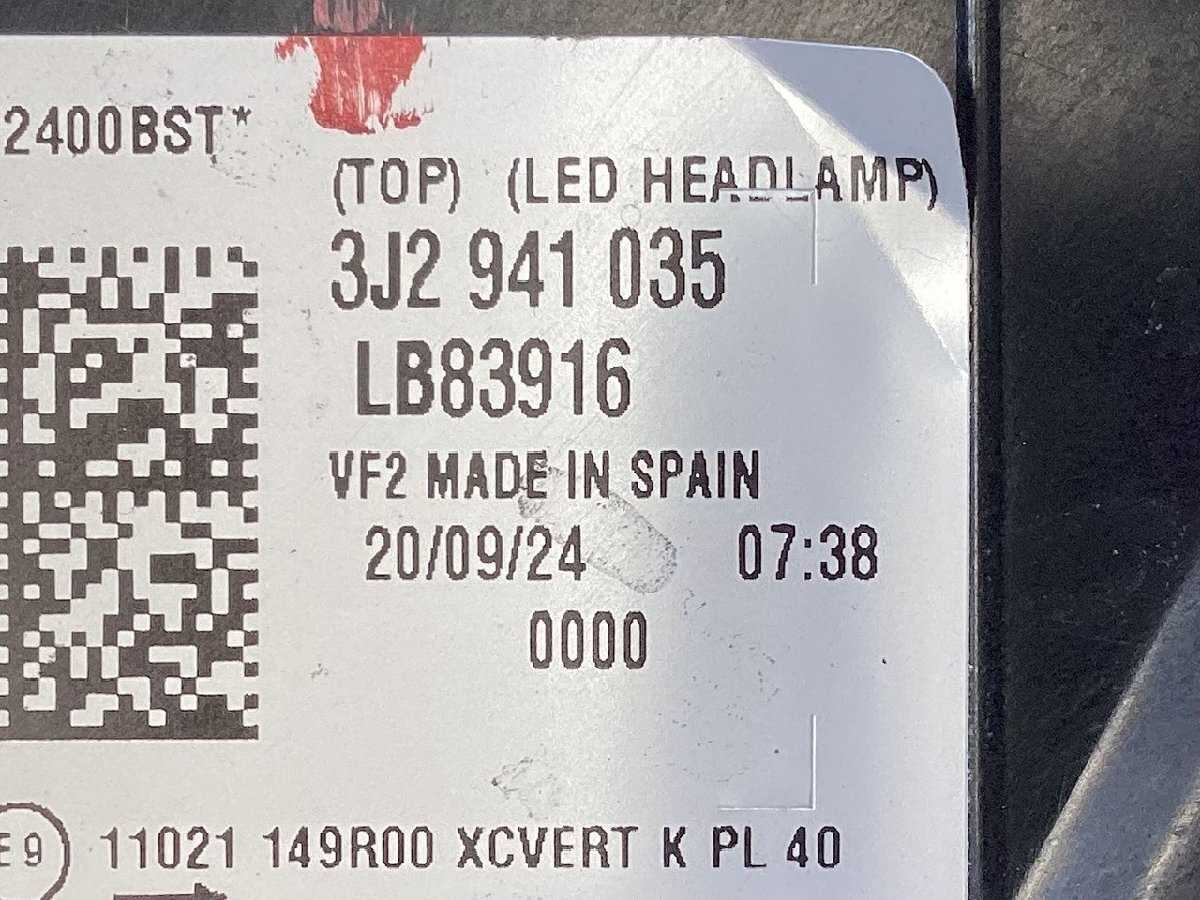 2400BST*
(TOP) (LED HEADLAMP)
3J2 941 035
LB83916
VF2 MADE IN SPAIN
20/09/24 07:38
0000
E 9 11021 149R00 XCVERT K PL 40